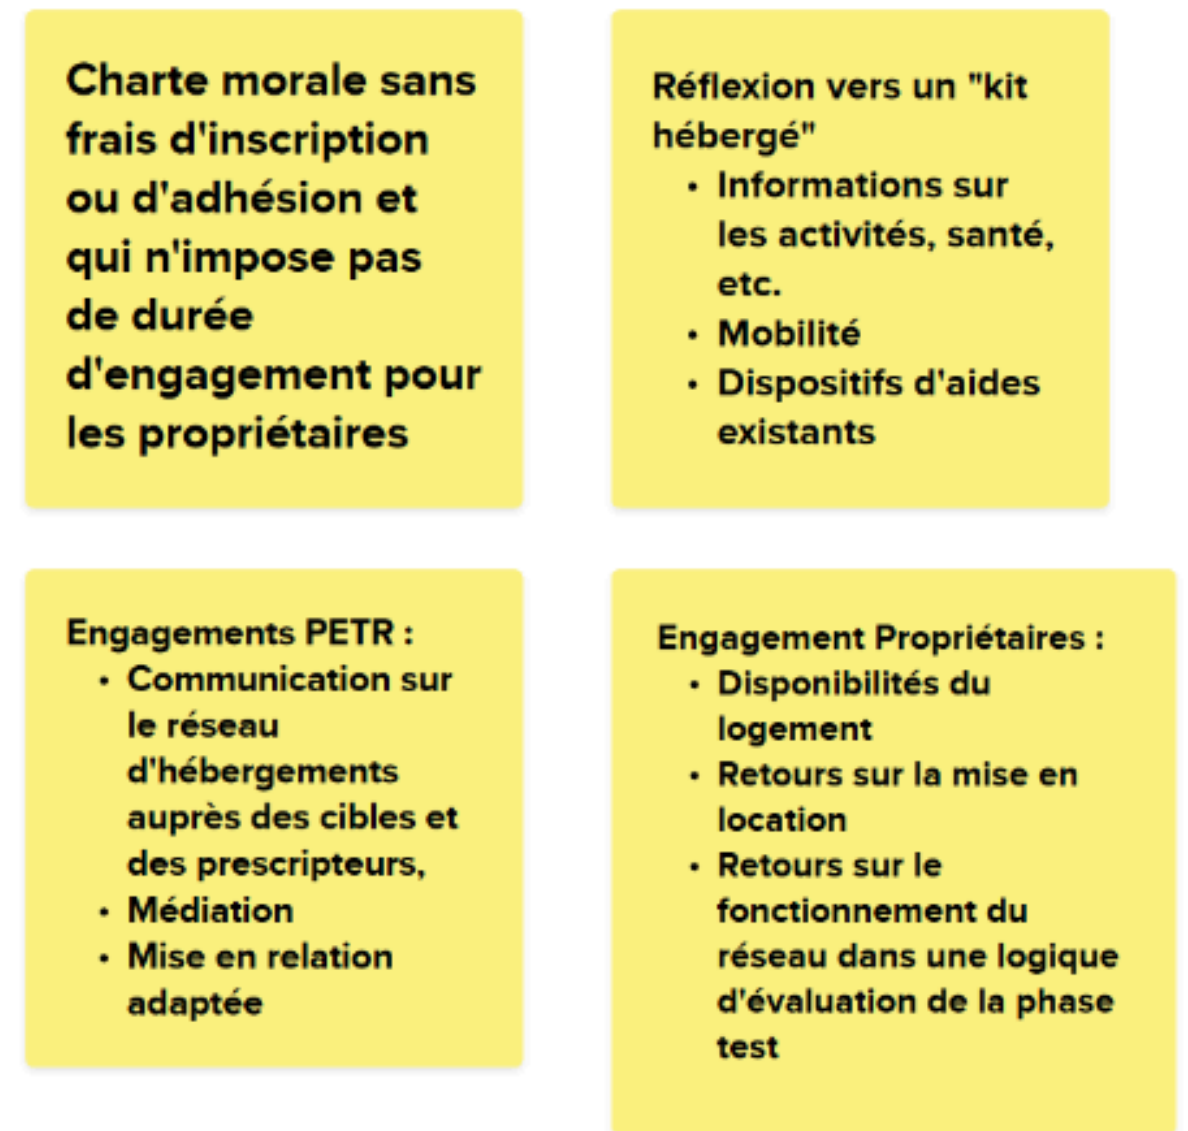 Charte morale sans
frais d'inscription
ou d'adhésion et
qui n'impose pas
de durée
d'engagement pour
les propriétaires
Réflexion vers un "kit
hébergé"
• Informations sur
les activités, santé,
etc.
• Mobilité
• Dispositifs d'aides
existants
Engagements PETR :
• Communication sur
le réseau
d'hébergements
auprès des cibles et
des prescripteurs,
• Médiation
• Mise en relation
adaptée
Engagement Propriétaires :
• Disponibilités du
logement
• Retours sur la mise en
location
• Retours sur le
fonctionnement du
réseau dans une logique
d'évaluation de la phase
test